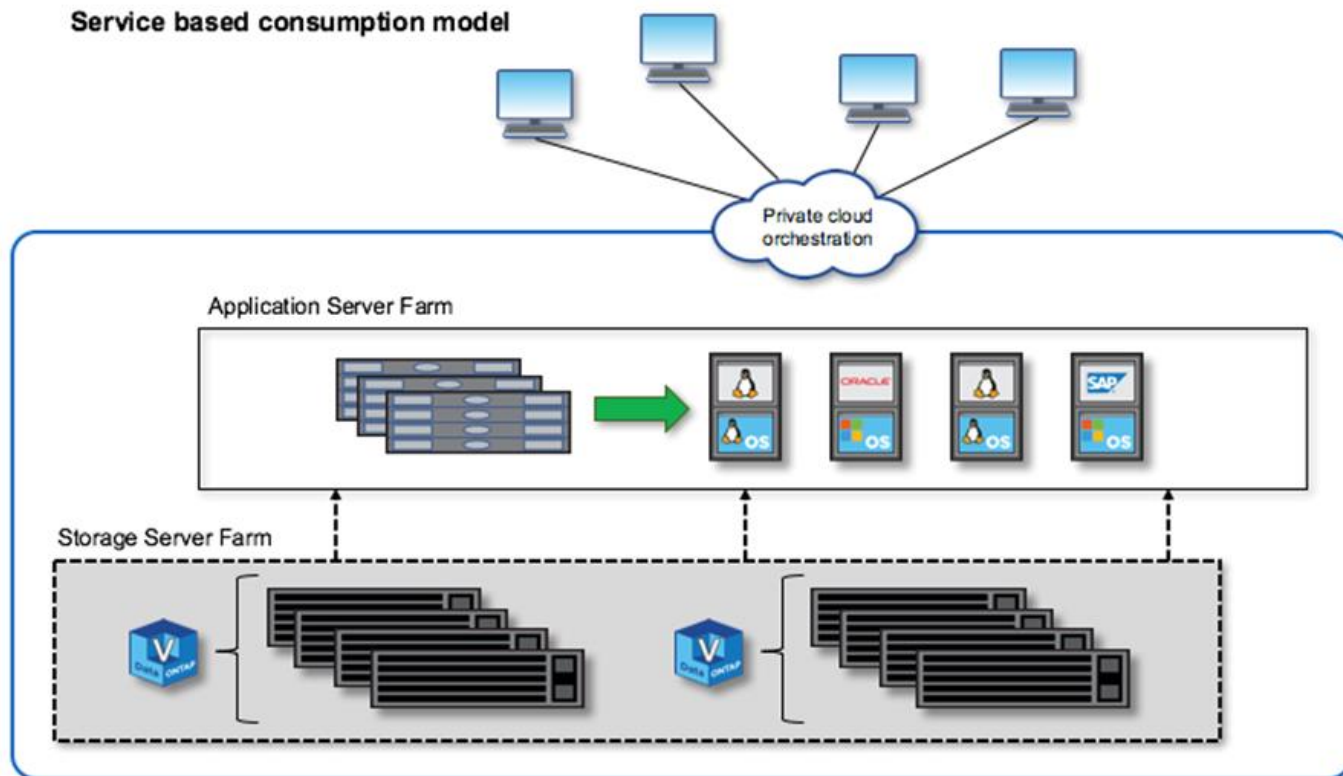 Service based consumption model
Private cloud
orchestration
Application Server Farm
ORACLE
SAP
OS
OS
OS
OS
Storage Server Farm
V
Data ONTAP
V
Data ONTAP